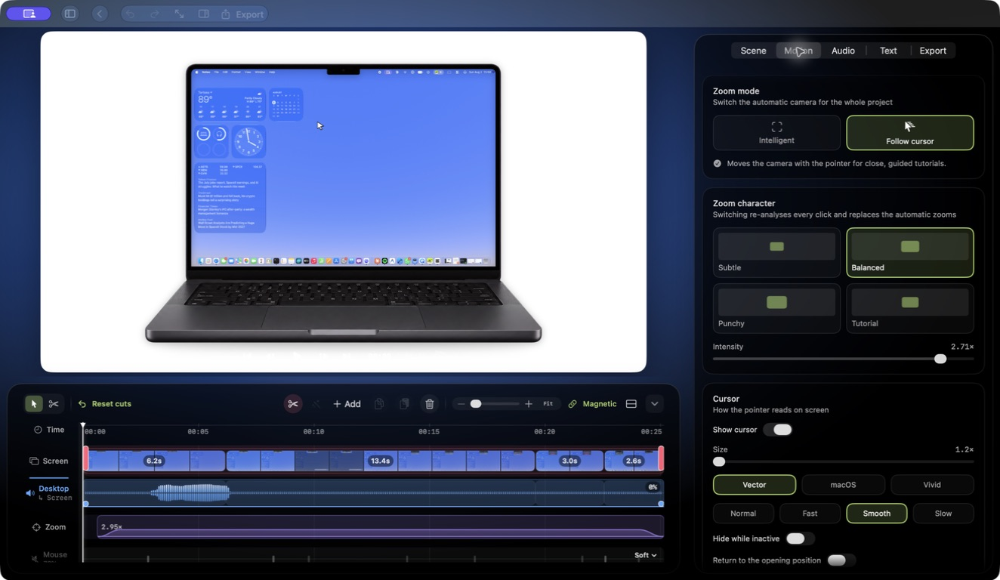 Export
Scene
Audio
Text
Export
89°
Zoom mode
Switch the automatic camera for the whole project
Intelligent
Follow cursor
Moves the camera with the pointer for close, guided tutorials.
Zoom character
Switching re-analyses every click and replaces the automatic zooms
Subtle
Balanced
Punchy
Tutorial
Intensity
2.71×
Cursor
How the pointer reads on screen
Show cursor
Size
1.2×
Vector
macOS
Vivid
Normal
Fast
Smooth
Slow
Hide while inactive
Return to the opening position
Reset cuts
Add
Fit
Magnetic
Time
00:00
00:05
00:10
00:15
00:20
00:25
Screen
6.2s
13.4s
3.0s
2.6s
Desktop
↳ Screen
0%
Zoom
2.95×
Mouse
Soft